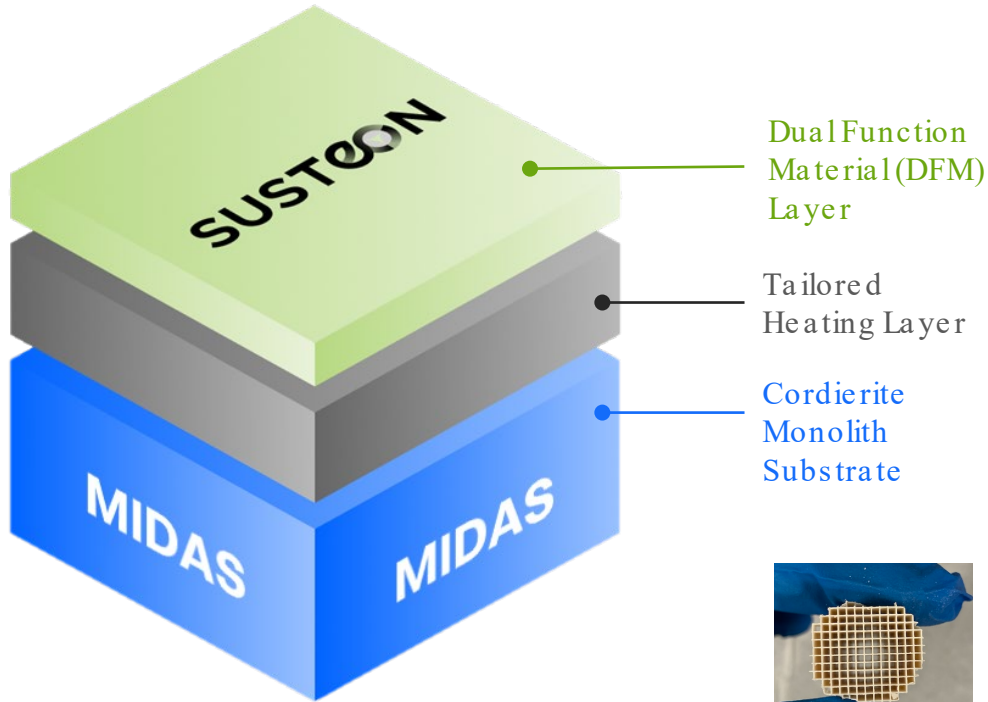 SUSTEON
Dual Function
Material (DFM)
Layer
Tailored
Heating Layer
Cordierite
Monolith
Substrate
MIDAS
MIDAS